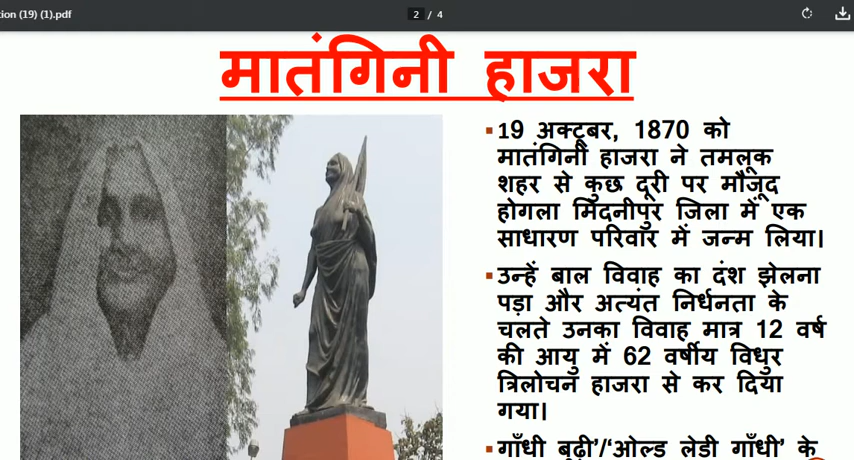 ion (19) (1).pdf
2 / 4
मातंगिनी हाजरा
19 अक्टूबर, 1870 को
मातंगिनी हाजरा ने तमलूक
शहर से कुछ दूरी पर मौजूद
होगला मिदनीपुर जिला में एक
साधारण परिवार में जन्म लिया।
उन्हें बाल विवाह का दंश झेलना
पड़ा और अत्यंत निर्धनता के
चलते उनका विवाह मात्र 12 वर्ष
की आयु में 62 वर्षीय विधुर
त्रिलोचन हाजरा से कर दिया
गया।
गाँधी बूढ़ी’/‘ओल्ड लेडी गाँधी’ के